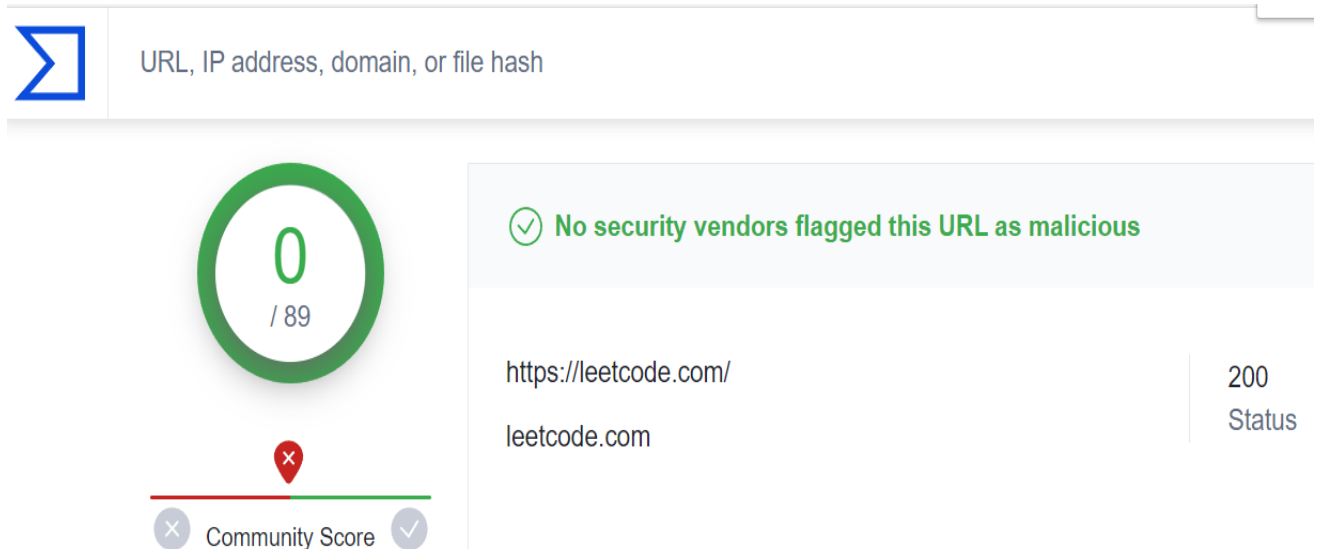 URL, IP address, domain, or file hash
0
/ 89
No security vendors flagged this URL as malicious
https://leetcode.com/
leetcode.com
200
Status
Community Score